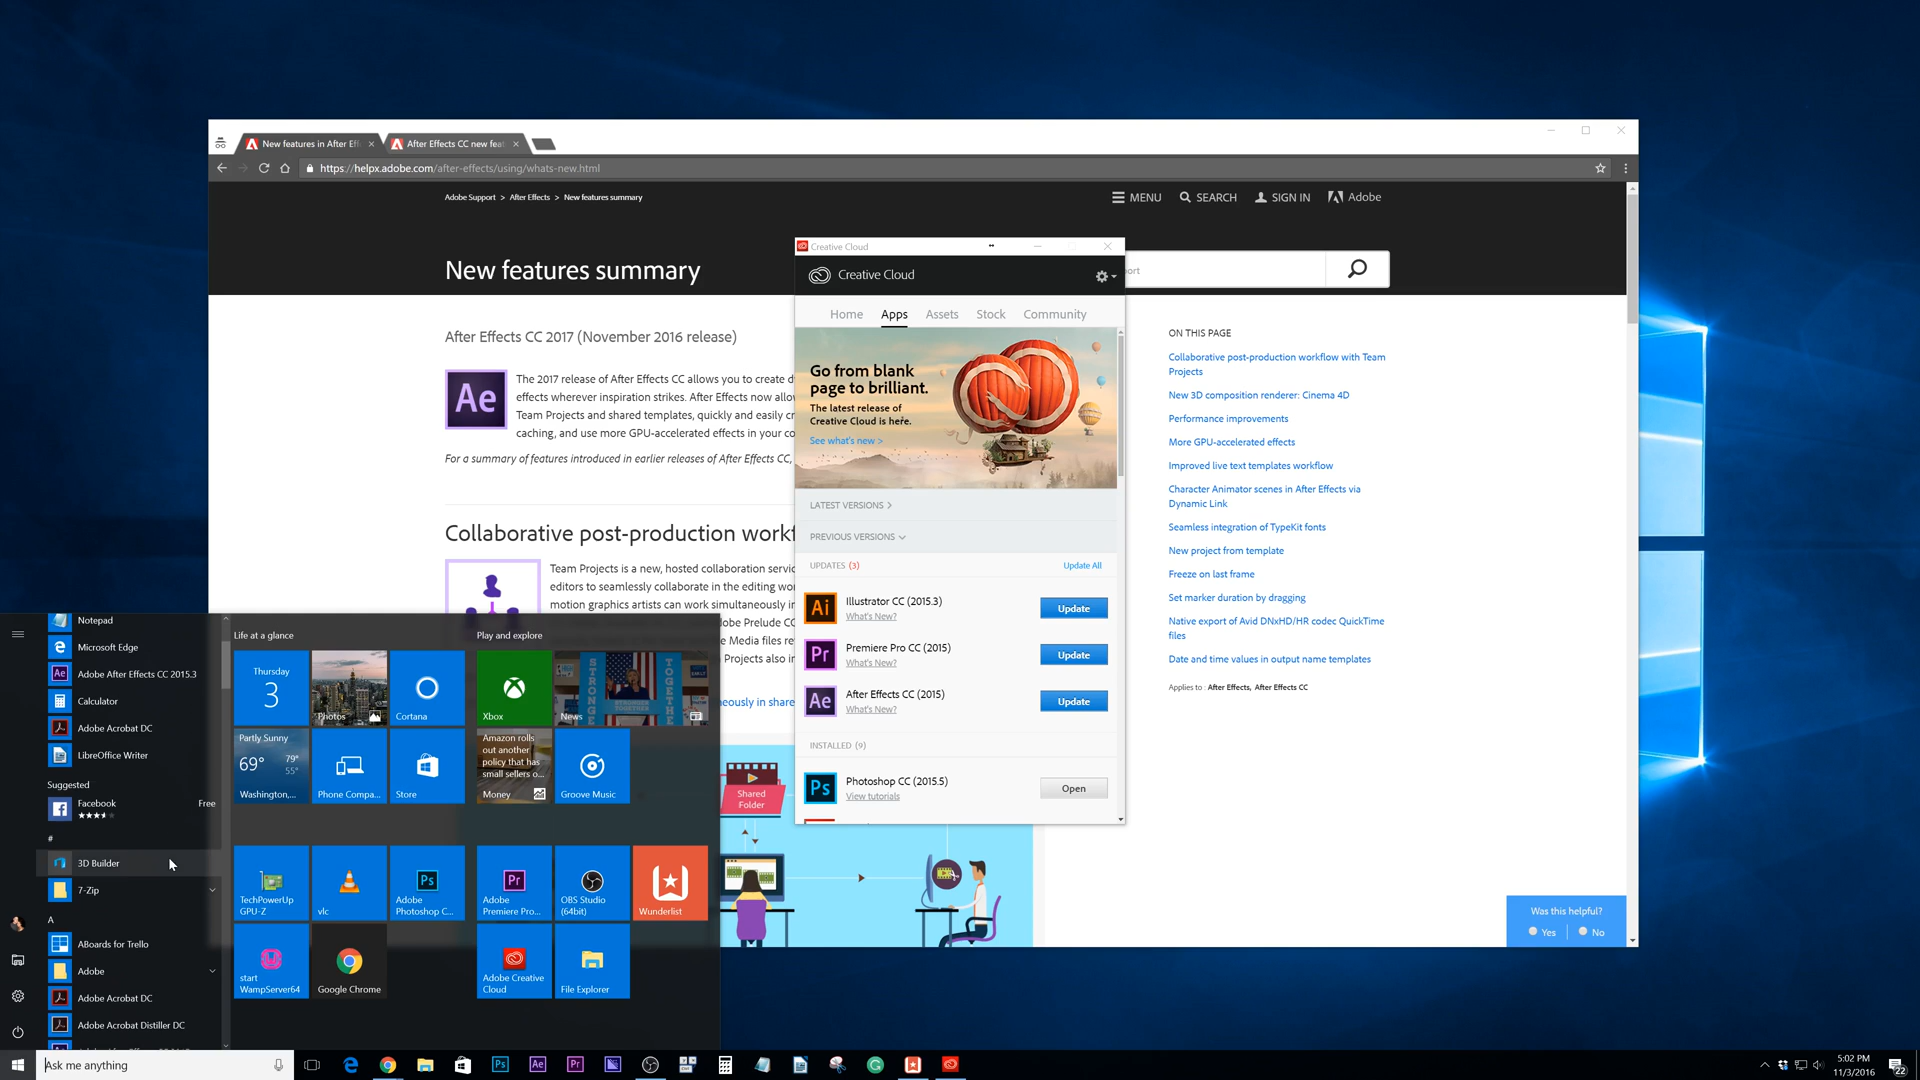 New features in After Eff
After Effects CC new feat
https://helpx.adobe.com/after-effects/using/whats-new.html
Adobe Support > After Effects > New features summary
MENU
SEARCH
SIGN IN
Adobe
New features summary
ort
After Effects CC 2017 (November 2016 release)
Ae
The 2017 release of After Effects CC allows you to create d
effects wherever inspiration strikes. After Effects now allow
Team Projects and shared templates, quickly and easily cr
caching, and use more GPU-accelerated effects in your co
For a summary of features introduced in earlier releases of After Effects CC,
Collaborative post-production workf
Team Projects is a new, hosted collaboration servic
editors to seamlessly collaborate in the editing wo
motion graphics artists can work simultaneously i
dobe Prelude CC
he Media files re
Projects also i
neously in share
Shared
Folder
ON THIS PAGE
Collaborative post-production workflow with Team
Projects
New 3D composition renderer: Cinema 4D
Performance improvements
More GPU-accelerated effects
Improved live text templates workflow
Character Animator scenes in After Effects via
Dynamic Link
Seamless integration of TypeKit fonts
New project from template
Freeze on last frame
Set marker duration by dragging
Native export of Avid DNxHD/HR codec QuickTime
files
Date and time values in output name templates
Applies to : After Effects, After Effects CC
Was this helpful?
Yes
No
Creative Cloud
Creative Cloud
Home
Apps
Assets
Stock
Community
Go from blank
page to brilliant.
The latest release of
Creative Cloud is here.
See what's new >
LATEST VERSIONS
PREVIOUS VERSIONS
UPDATES (3)
Update All
Ai
Illustrator CC (2015.3)
What's New?
Update
Pr
Premiere Pro CC (2015)
What's New?
Update
Ae
After Effects CC (2015)
What's New?
Update
INSTALLED (9)
Ps
Photoshop CC (2015.5)
View tutorials
Open
Notepad
Microsoft Edge
Ae
Adobe After Effects CC 2015.3
Calculator
Adobe Acrobat DC
LibreOffice Writer
Suggested
Facebook
Free
#
3D Builder
7-Zip
A
ABoards for Trello
Adobe
Adobe Acrobat DC
Adobe Acrobat Distiller DC
Life at a glance
Thursday
3
Photos
Cortana
Partly Sunny
69°
79°
55°
Washington,...
Phone Compa...
Store
Play and explore
Xbox
STRONGER
TOGETHER
News
Amazon rolls
out another
policy that has
small sellers o...
Money
Groove Music
TechPowerUp
GPU-Z
vlc
Ps
Adobe
Photoshop C...
Pr
Adobe
Premiere Pro...
OBS Studio
(64bit)
Wunderlist
start
WampServer64
Google Chrome
Adobe Creative
Cloud
File Explorer
Ask me anything
Ps
Ae
Pr
5:02 PM
11/3/2016
22